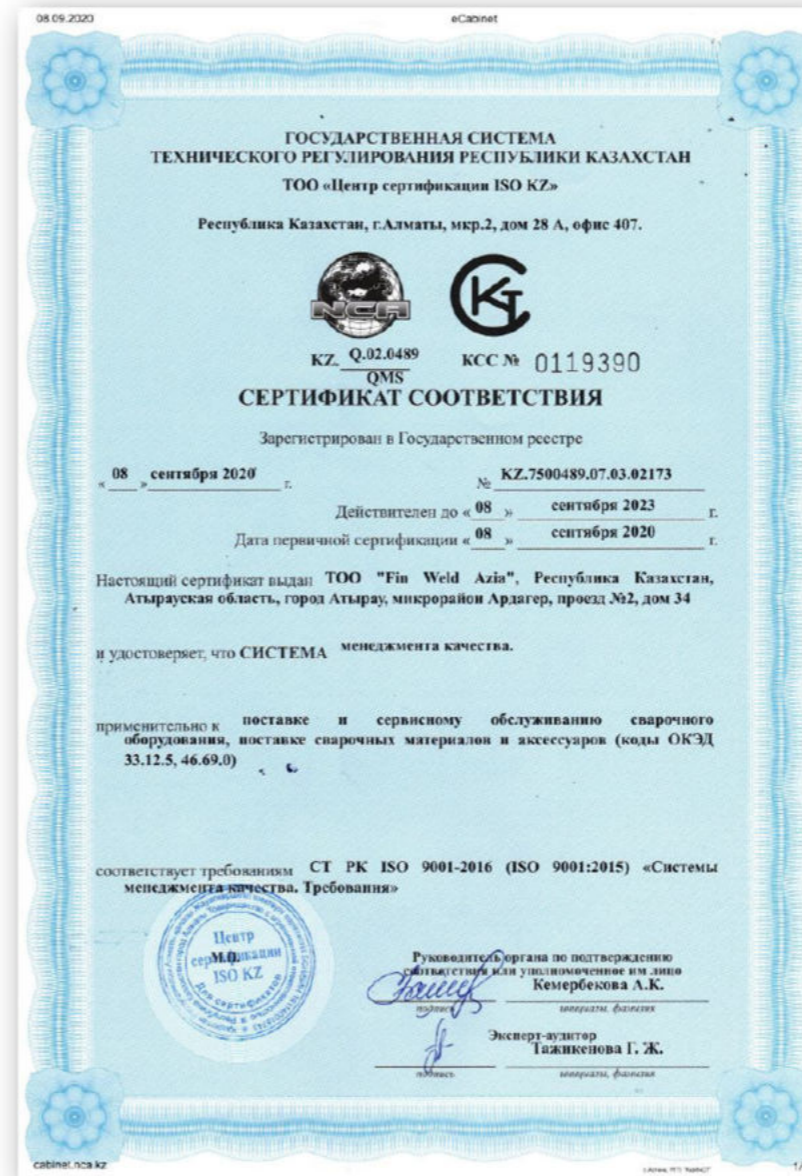 08.09.2020 eCabinet
ГОСУДАРСТВЕННАЯ СИСТЕМА
ТЕХНИЧЕСКОГО РЕГУЛИРОВАНИЯ РЕСПУБЛИКИ КАЗАХСТАН
ТОО «Центр сертификации ISO KZ»
Республика Казахстан, г.Алматы, мкр.2, дом 28 А, офис 407.
NCA
KZ. Q.02.0489 КСС № 0119390
QMS
СЕРТИФИКАТ СООТВЕТСТВИЯ
Зарегистрирован в Государственном реестре
« 08 » сентября 2020 г. № KZ.7500489.07.03.02173
Действителен до « 08 » сентября 2023 г.
Дата первичной сертификации « 08 » сентября 2020 г.
Настоящий сертификат выдан ТОО "Fin Weld Azia", Республика Казахстан,
Атырауская область, город Атырау, микрорайон Ардагер, проезд №2, дом 34
и удостоверяет, что СИСТЕМА менеджмента качества.
применительно к поставке и сервисному обслуживанию сварочного
оборудования, поставке сварочных материалов и аксессуаров (коды ОКЭД
33.12.5, 46.69.0)
соответствует требованиям СТ РК ISO 9001-2016 (ISO 9001:2015) «Системы
менеджмента качества. Требования»
Центр
сертификации
ISO KZ
Для сертификатов
М.П.
Руководитель органа по подтверждению
соответствия или уполномоченное им лицо
Кемербекова А.К.
подпись инициалы, фамилия
Эксперт-аудитор
Тажикенова Г. Ж.
подпись инициалы, фамилия
cabinet.nca.kz